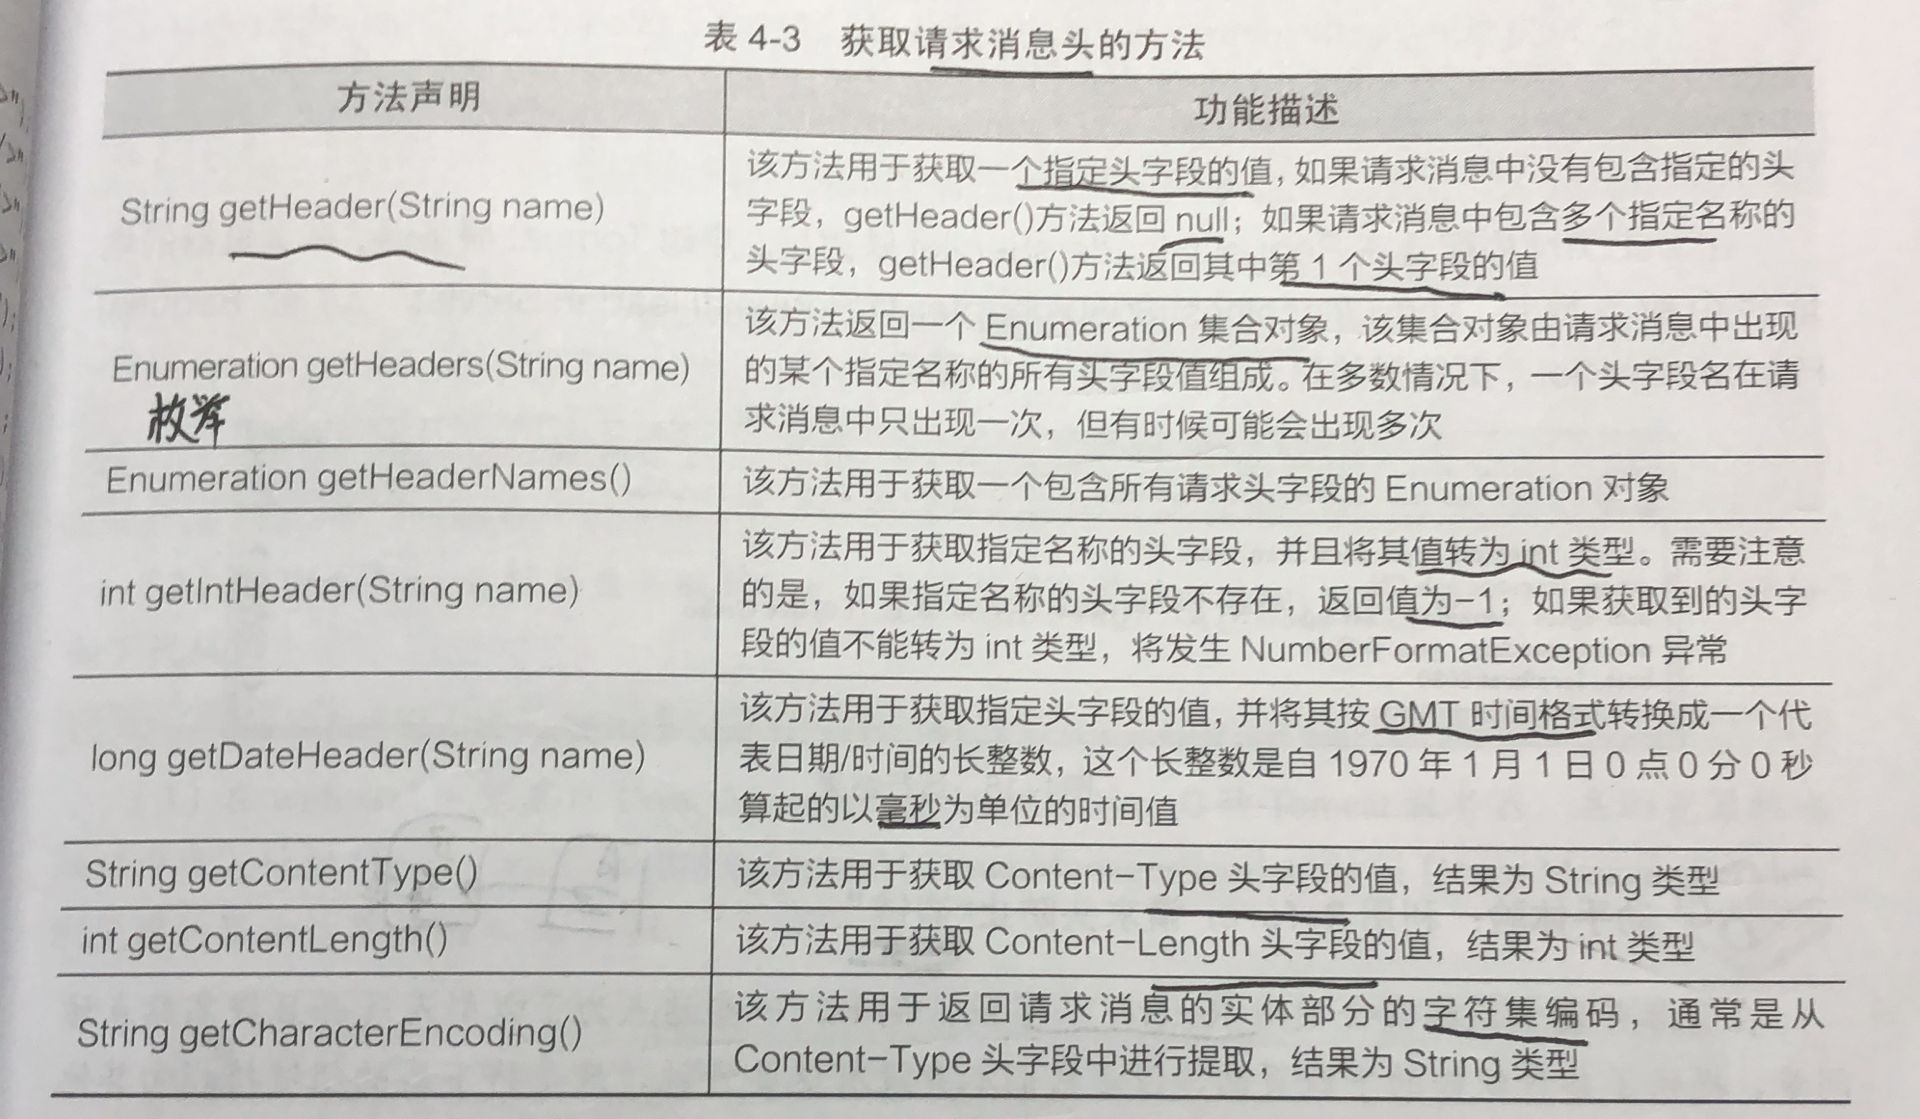 表 4-3 获取请求消息头的方法
方法声明
功能描述
String getHeader(String name)
该方法用于获取一个指定头字段的值，如果请求消息中没有包含指定的头
字段，getHeader()方法返回 null；如果请求消息中包含多个指定名称的
头字段，getHeader()方法返回其中第 1 个头字段的值
Enumeration getHeaders(String name)
枚举
该方法返回一个 Enumeration 集合对象，该集合对象由请求消息中出现
的某个指定名称的所有头字段值组成。在多数情况下，一个头字段名在请
求消息中只出现一次，但有时候可能会出现多次
Enumeration getHeaderNames()
该方法用于获取一个包含所有请求头字段的 Enumeration 对象
int getIntHeader(String name)
该方法用于获取指定名称的头字段，并且将其值转为 int 类型。需要注意
的是，如果指定名称的头字段不存在，返回值为-1；如果获取到的头字
段的值不能转为 int 类型，将发生 NumberFormatException 异常
long getDateHeader(String name)
该方法用于获取指定头字段的值，并将其按 GMT 时间格式转换成一个代
表日期/时间的长整数，这个长整数是自 1970 年 1 月 1 日 0 点 0 分 0 秒
算起的以毫秒为单位的时间值
String getContentType()
该方法用于获取 Content-Type 头字段的值，结果为 String 类型
int getContentLength()
该方法用于获取 Content-Length 头字段的值，结果为 int 类型
String getCharacterEncoding()
该方法用于返回请求消息的实体部分的字符集编码，通常是从
Content-Type 头字段中进行提取，结果为 String 类型